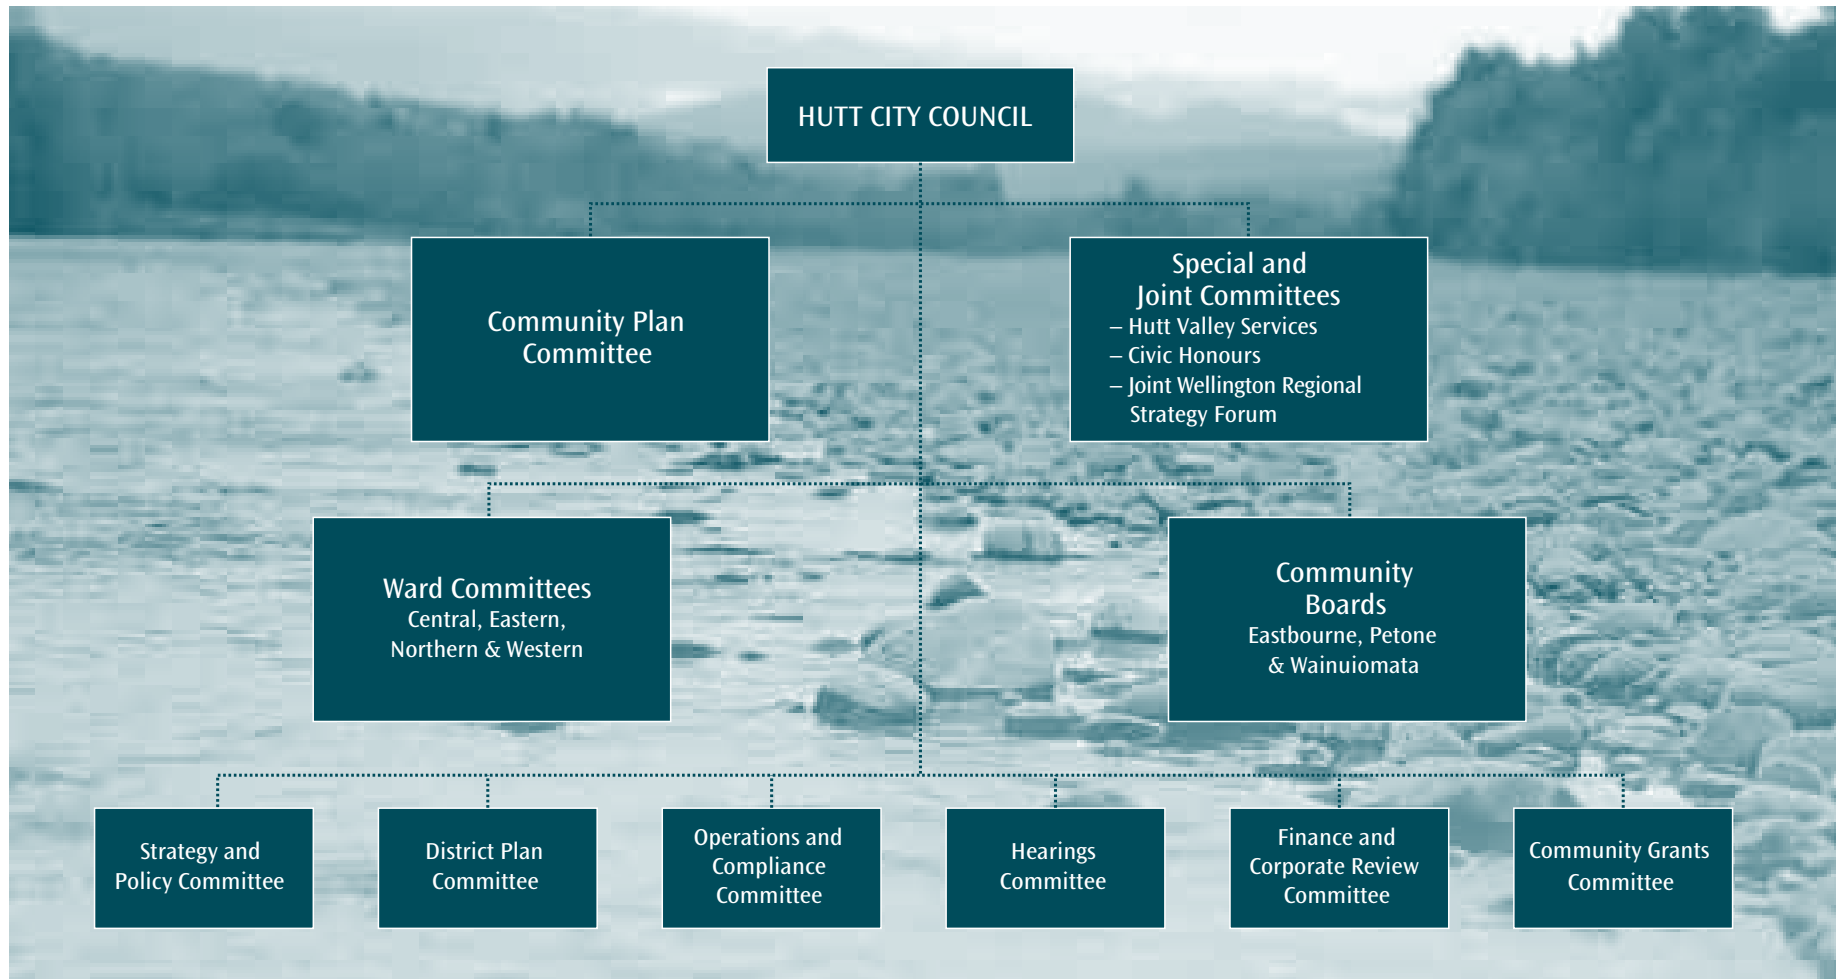 HUTT CITY COUNCIL
Community Plan
Committee
Special and
Joint Committees
– Hutt Valley Services
– Civic Honours
– Joint Wellington Regional
Strategy Forum
Ward Committees
Central, Eastern,
Northern & Western
Community
Boards
Eastbourne, Petone
& Wainuiomata
Strategy and
Policy Committee
District Plan
Committee
Operations and
Compliance
Committee
Hearings
Committee
Finance and
Corporate Review
Committee
Community Grants
Committee